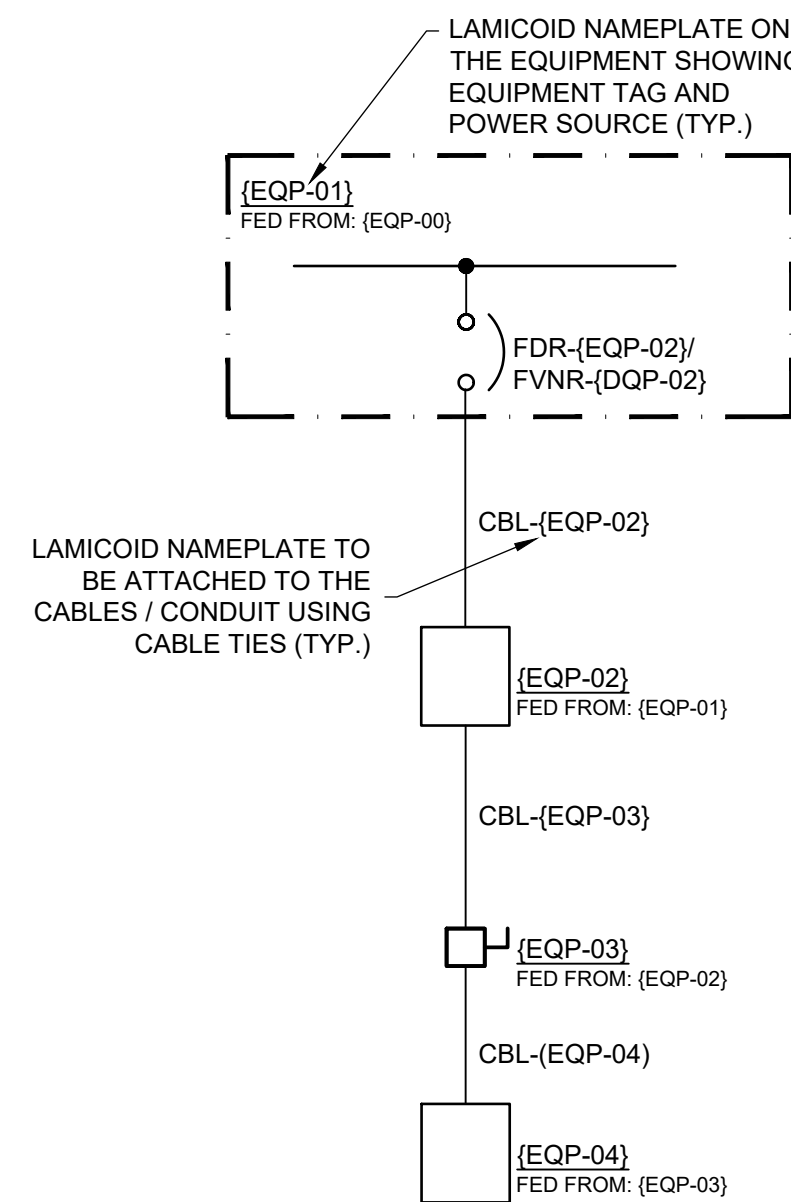 LAMICOID NAMEPLATE ON
THE EQUIPMENT SHOWING
EQUIPMENT TAG AND
POWER SOURCE (TYP.)
{EQP-01}
FED FROM: {EQP-00}
FDR-{EQP-02}/
FVNR-{DQP-02}
CBL-{EQP-02}
LAMICOID NAMEPLATE TO
BE ATTACHED TO THE
CABLES / CONDUIT USING
CABLE TIES (TYP.)
{EQP-02}
FED FROM: {EQP-01}
CBL-{EQP-03}
{EQP-03}
FED FROM: {EQP-02}
CBL-(EQP-04)
{EQP-04}
FED FROM: {EQP-03}